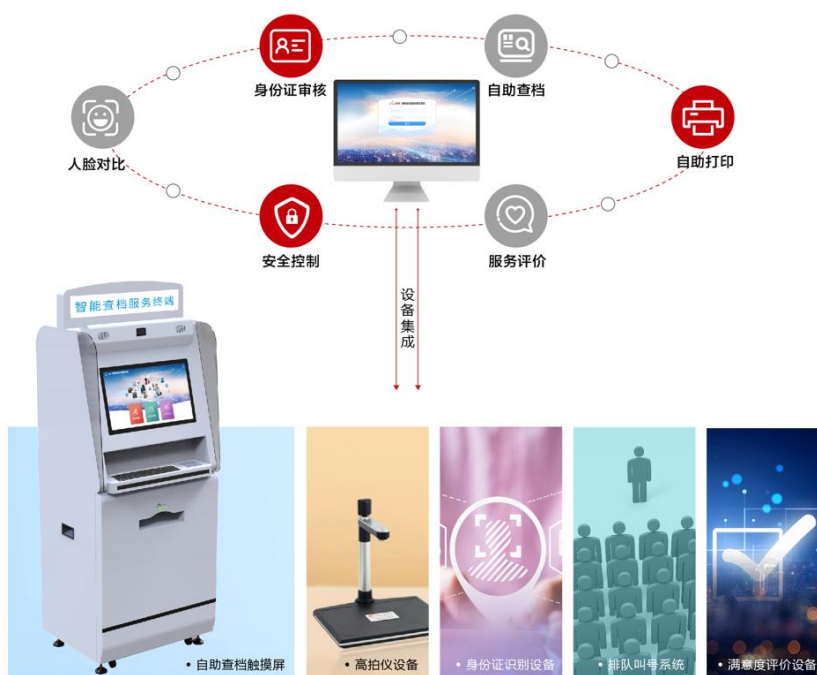 身份证审核
自助查档
人脸对比
自助打印
安全控制
服务评价
设备集成
智能查档服务终端
• 自助查档触摸屏
• 高拍仪设备
• 身份证识别设备
• 排队叫号系统
• 满意度评价设备